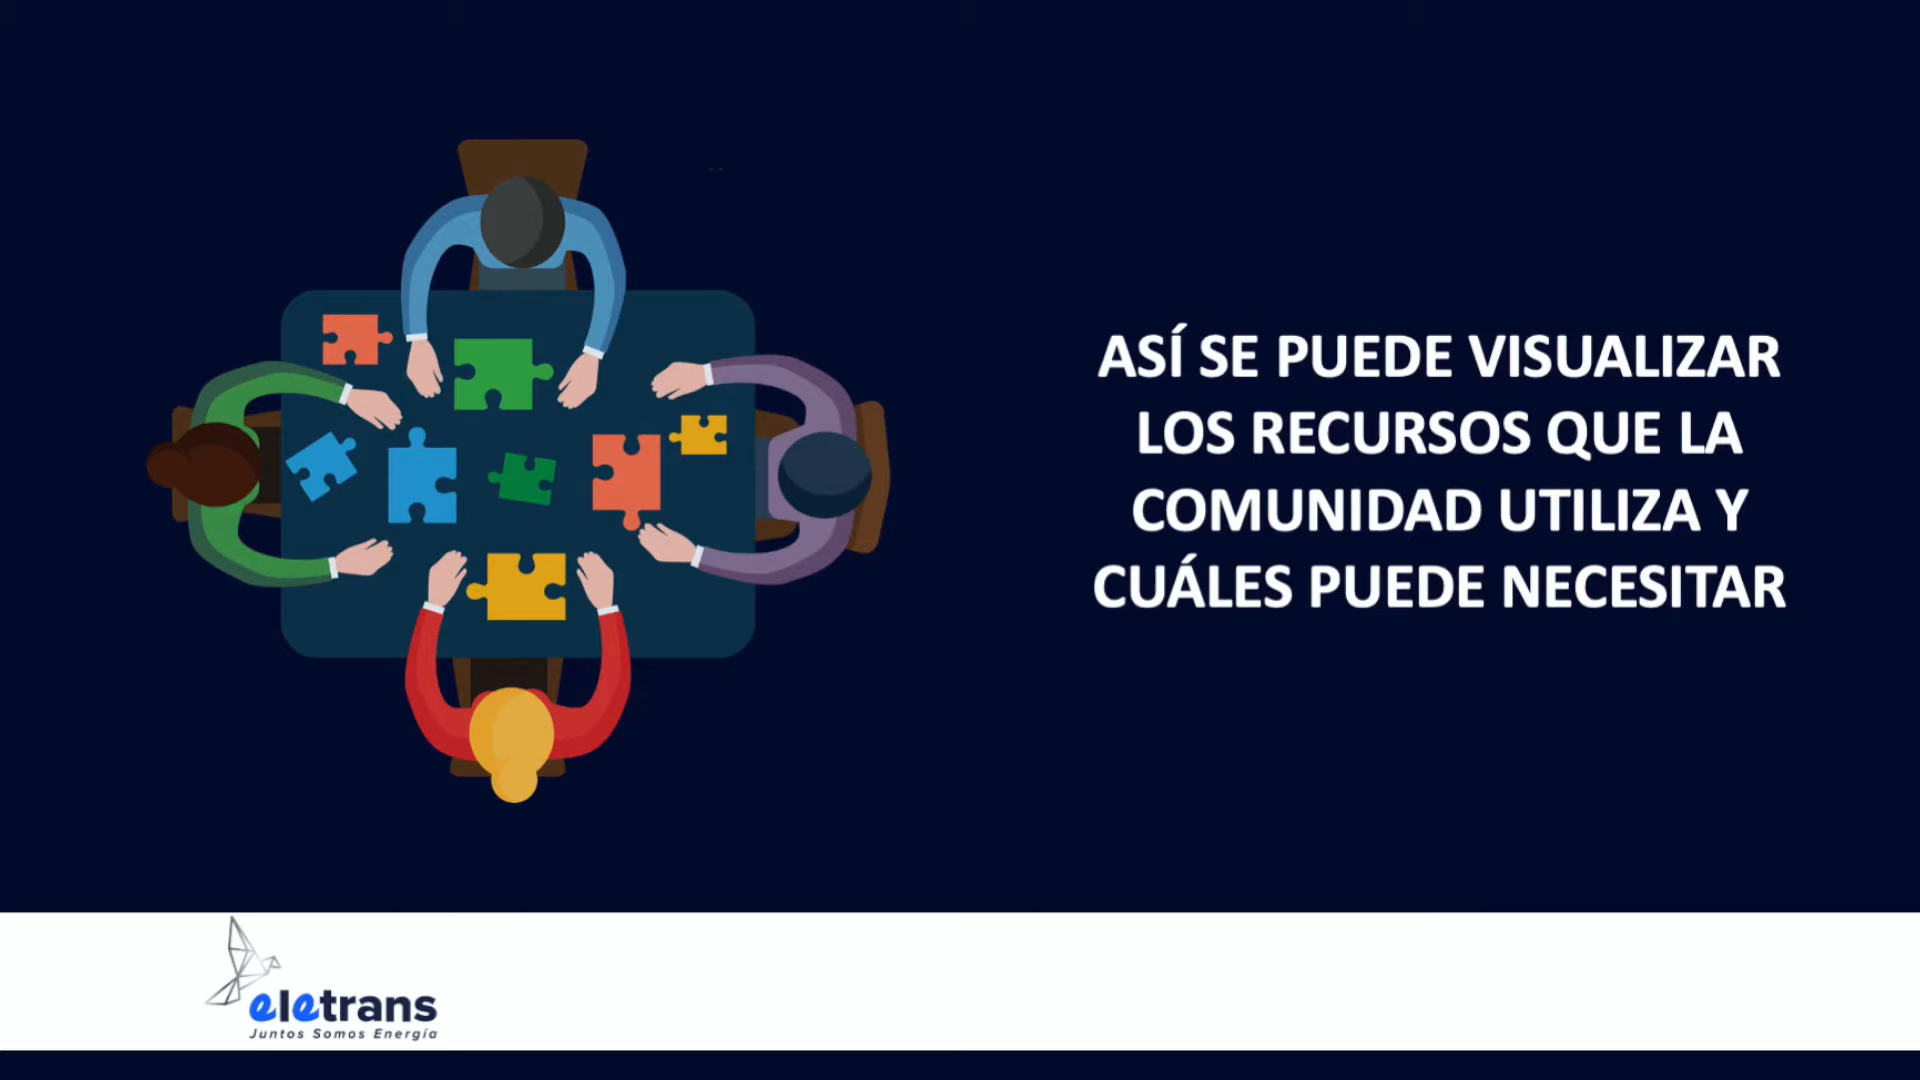 ASÍ SE PUEDE VISUALIZAR
LOS RECURSOS QUE LA
COMUNIDAD UTILIZA Y
CUÁLES PUEDE NECESITAR
eletrans
Juntos Somos Energía